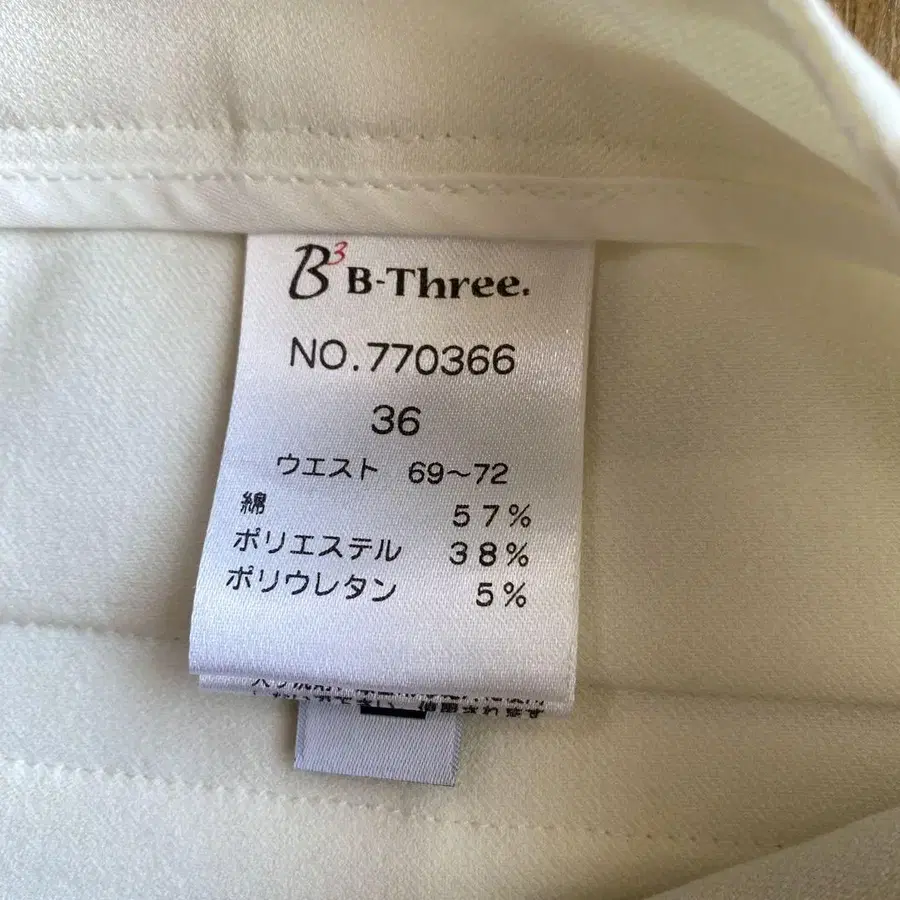 B³ B-Three.
NO.770366
36
ウエスト 69〜72
綿 57%
ポリエステル 38%
ポリウレタン 5%